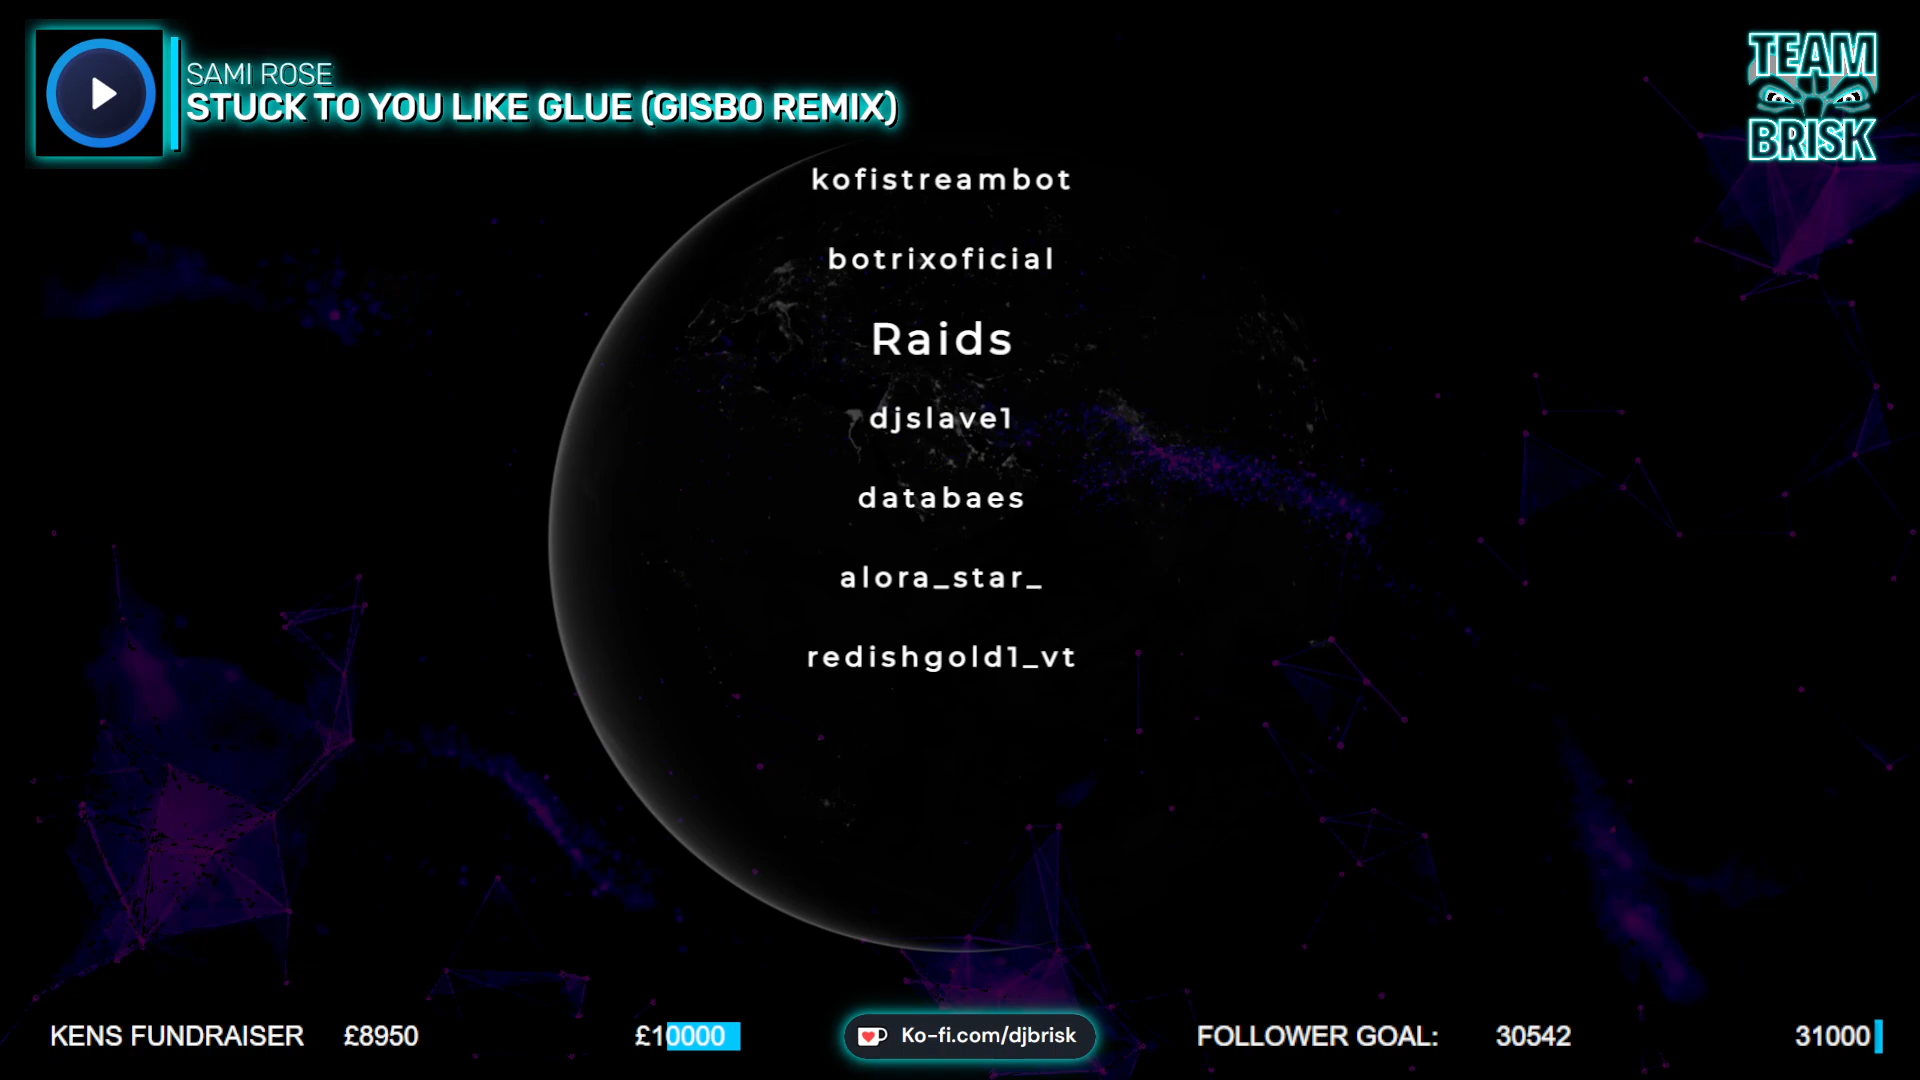 SAMI ROSE
STUCK TO YOU LIKE GLUE (GISBO REMIX)
TEAM
BRISK
kofistreambot
botrixoficial
Raids
djslave1
databaes
alora_star_
redishgold1_vt
KENS FUNDRAISER £8950 £10000
Ko-fi.com/djbrisk
FOLLOWER GOAL: 30542 31000